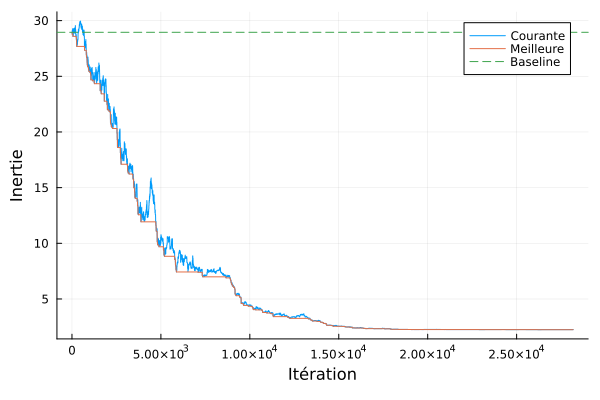 30
25
20
15
10
5
Inertie
0
5.00×10³
1.00×10⁴
1.50×10⁴
2.00×10⁴
2.50×10⁴
Itération
Courante
Meilleure
Baseline